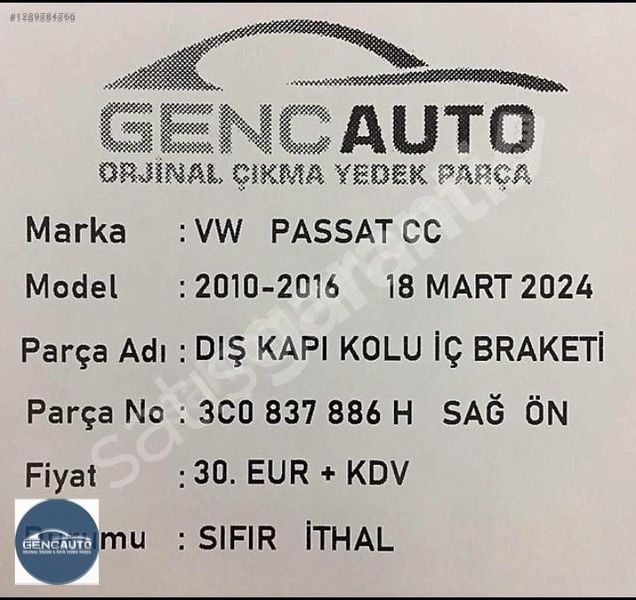 GENCAUTO
ORJİNAL ÇIKMA YEDEK PARÇA
Marka : VW PASSAT CC
Model : 2010-2016 18 MART 2024
Parça Adı : DIŞ KAPI KOLU İÇ BRAKETİ
Parça No : 3C0 837 886 H SAĞ ÖN
Fiyat : 30. EUR + KDV
: SIFIR İTHAL
GENCAUTO